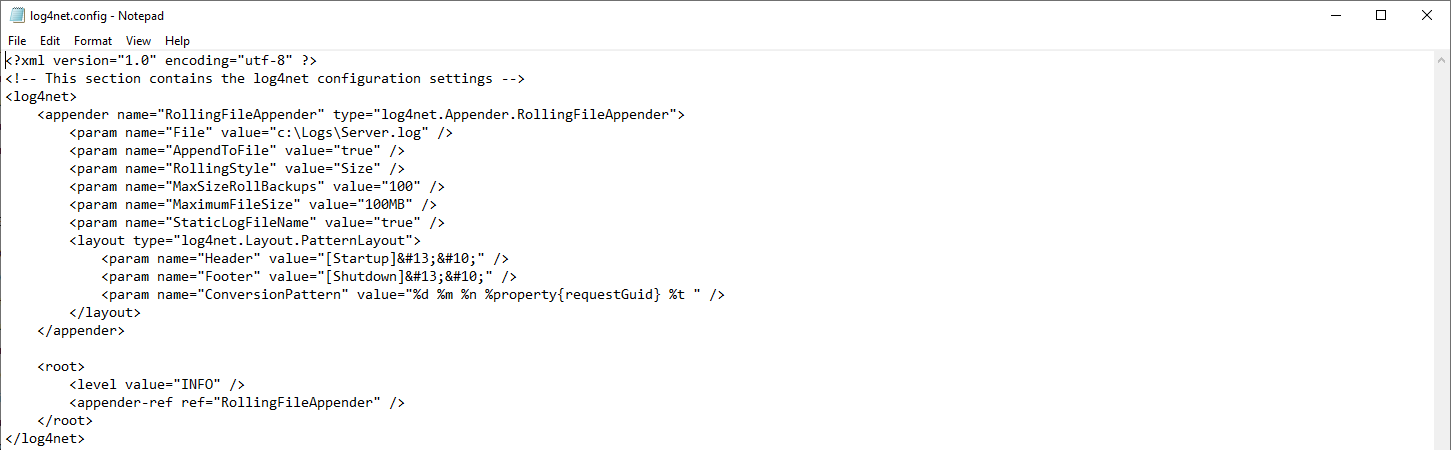 log4net.config - Notepad
File Edit Format View Help
<?xml version="1.0" encoding="utf-8" ?>
<!-- This section contains the log4net configuration settings -->
<log4net>
    <appender name="RollingFileAppender" type="log4net.Appender.RollingFileAppender">
        <param name="File" value="c:\Logs\Server.log" />
        <param name="AppendToFile" value="true" />
        <param name="RollingStyle" value="Size" />
        <param name="MaxSizeRollBackups" value="100" />
        <param name="MaximumFileSize" value="100MB" />
        <param name="StaticLogFileName" value="true" />
        <layout type="log4net.Layout.PatternLayout">
            <param name="Header" value="[Startup]&#13;&#10;" />
            <param name="Footer" value="[Shutdown]&#13;&#10;" />
            <param name="ConversionPattern" value="%d %m %n %property{requestGuid} %t " />
        </layout>
    </appender>

    <root>
        <level value="INFO" />
        <appender-ref ref="RollingFileAppender" />
    </root>
</log4net>